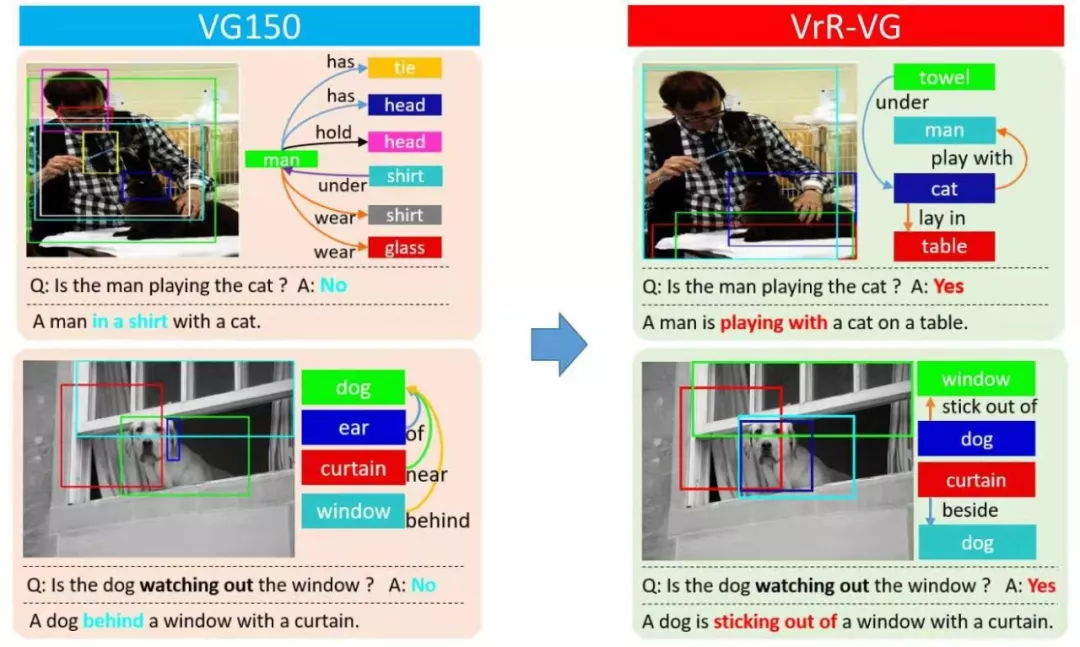 VG150
has
tie
has
head
hold
head
man
under
shirt
wear
shirt
wear
glass
Q: Is the man playing the cat ? A: No
A man in a shirt with a cat.
dog
ear
of
curtain
near
window
behind
Q: Is the dog watching out the window ? A: No
A dog behind a window with a curtain.
VrR-VG
towel
under
man
play with
cat
lay in
table
Q: Is the man playing the cat ? A: Yes
A man is playing with a cat on a table.
window
stick out of
dog
curtain
beside
dog
Q: Is the dog watching out the window ? A: Yes
A dog is sticking out of a window with a curtain.